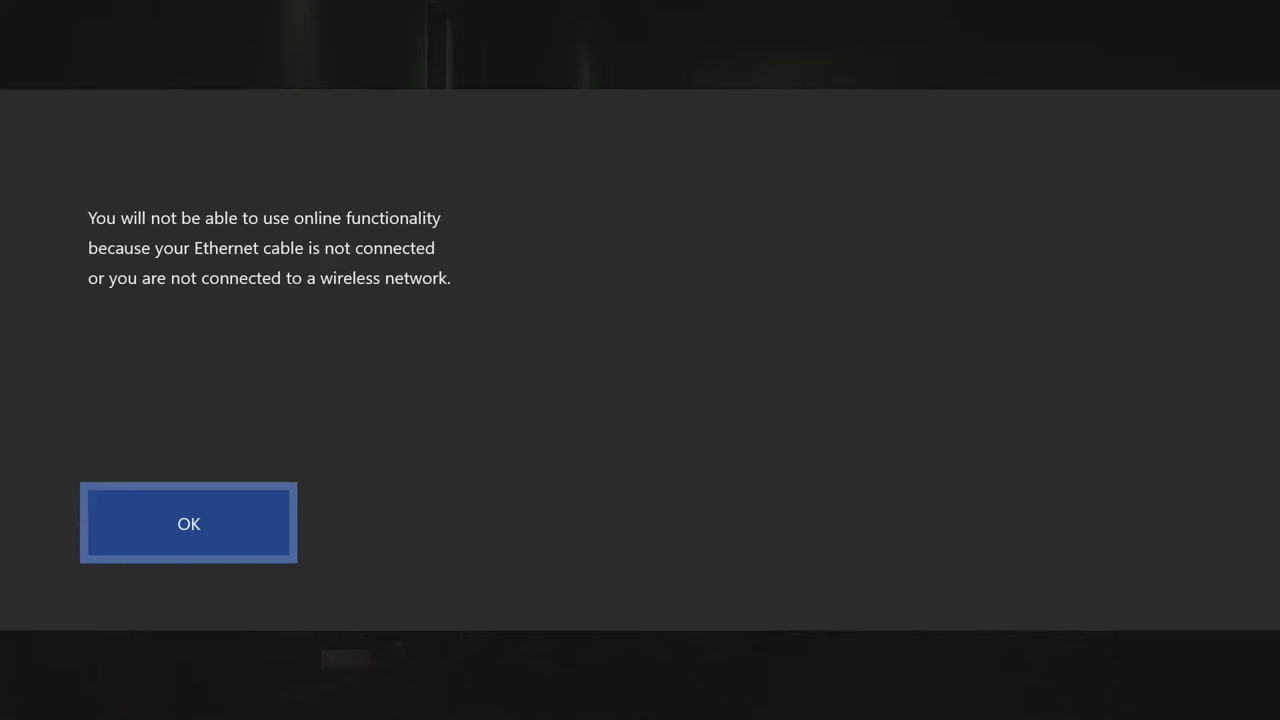 You will not be able to use online functionality
because your Ethernet cable is not connected
or you are not connected to a wireless network.
OK